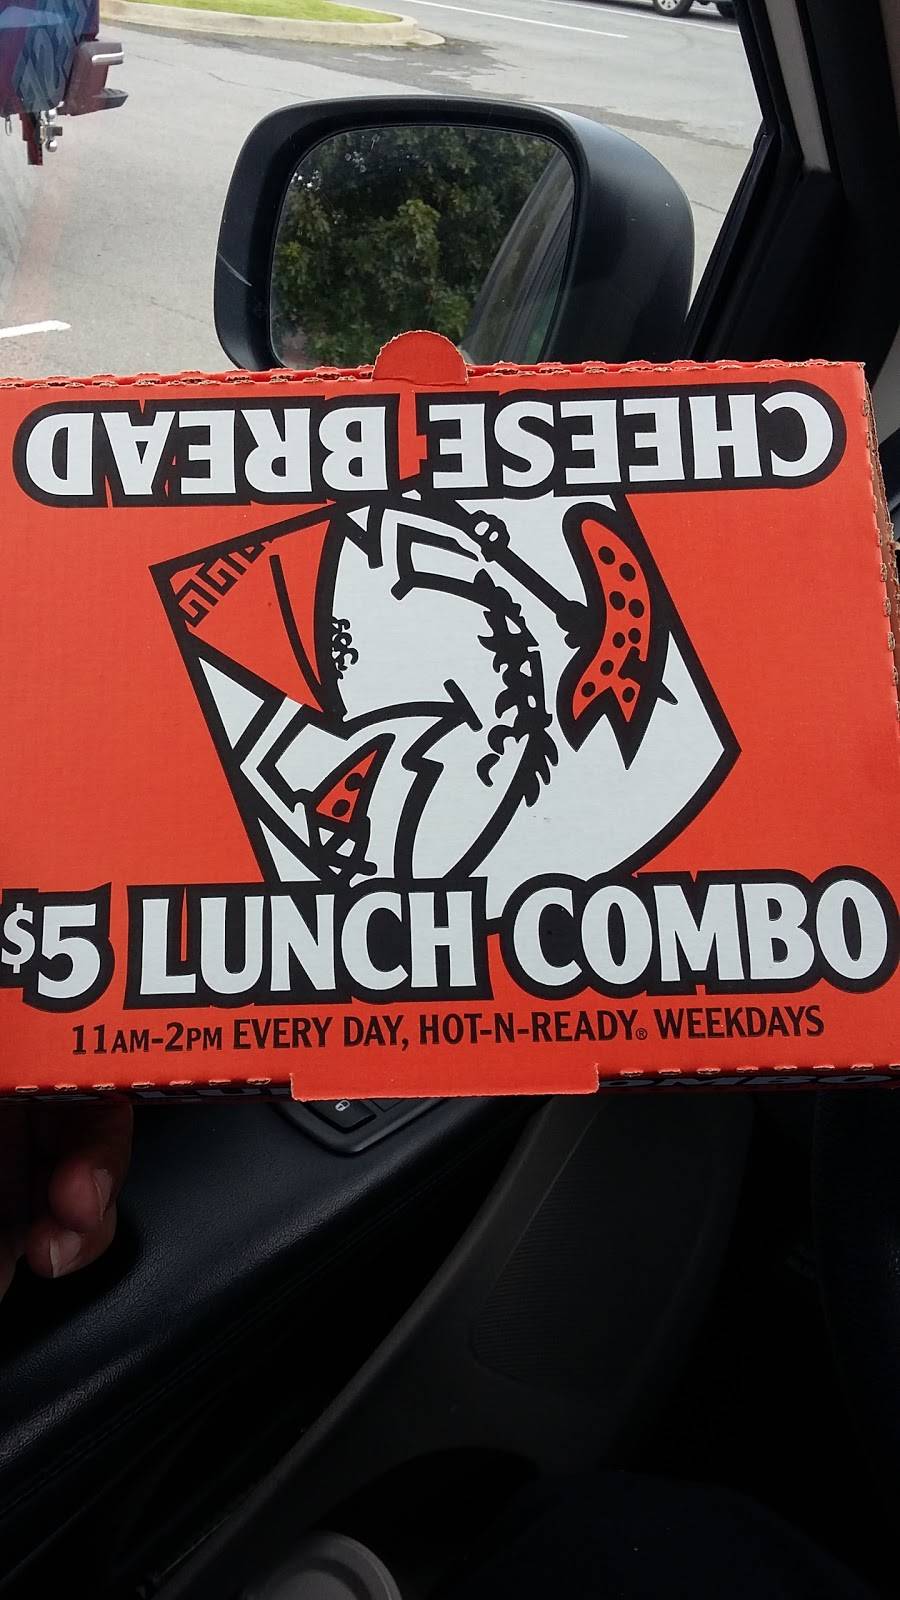 CHEESE BREAD
$5 LUNCH COMBO
11AM-2PM EVERY DAY, HOT-N-READY® WEEKDAYS